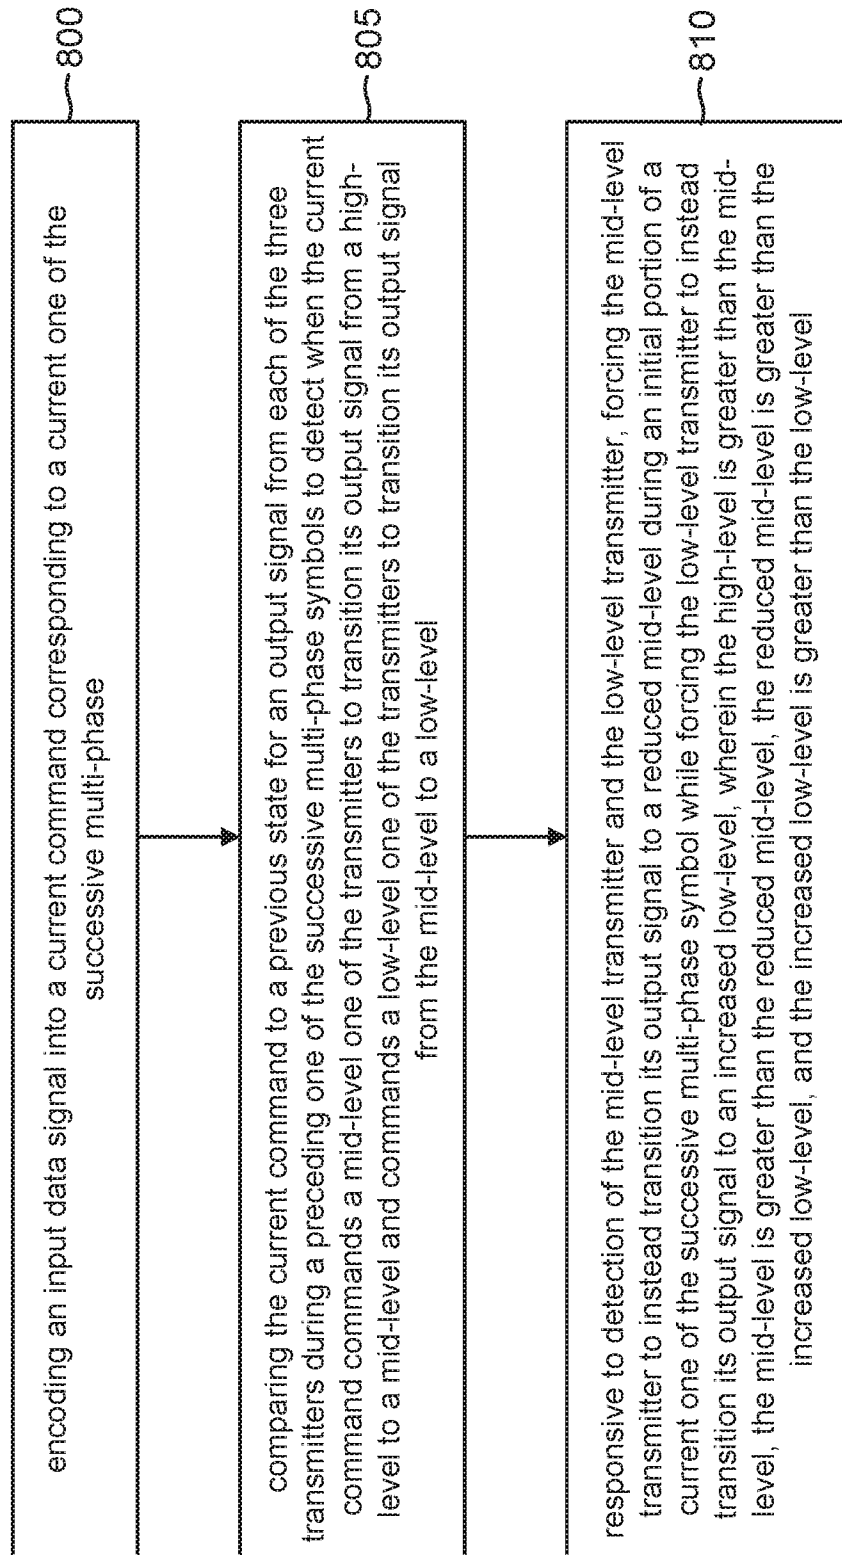 encoding an input data signal into a current command corresponding to a current one of the
successive multi-phase
800
comparing the current command to a previous state for an output signal from each of the three
transmitters during a preceding one of the successive multi-phase symbols to detect when the current
command commands a mid-level one of the transmitters to transition its output signal from a high-
level to a mid-level and commands a low-level one of the transmitters to transition its output signal
from the mid-level to a low-level
805
responsive to detection of the mid-level transmitter and the low-level transmitter, forcing the mid-level
transmitter to instead transition its output signal to a reduced mid-level during an initial portion of a
current one of the successive multi-phase symbol while forcing the low-level transmitter to instead
transition its output signal to an increased low-level, wherein the high-level is greater than the mid-
level, the mid-level is greater than the reduced mid-level, the reduced mid-level is greater than the
increased low-level, and the increased low-level is greater than the low-level
810